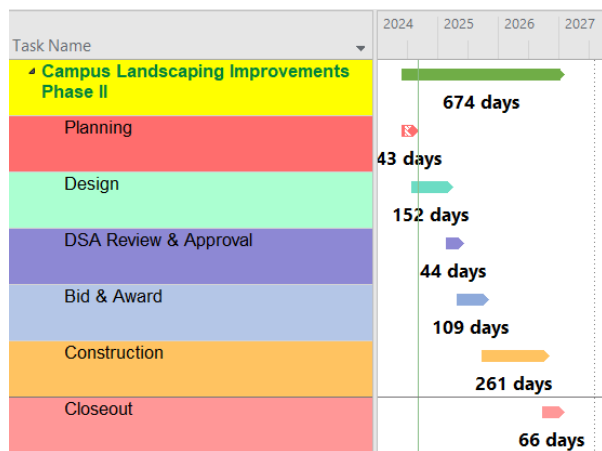 2024 2025 2026 2027
Task Name
Campus Landscaping Improvements
Phase II
674 days
Planning
43 days
Design
152 days
DSA Review & Approval
44 days
Bid & Award
109 days
Construction
261 days
Closeout
66 days